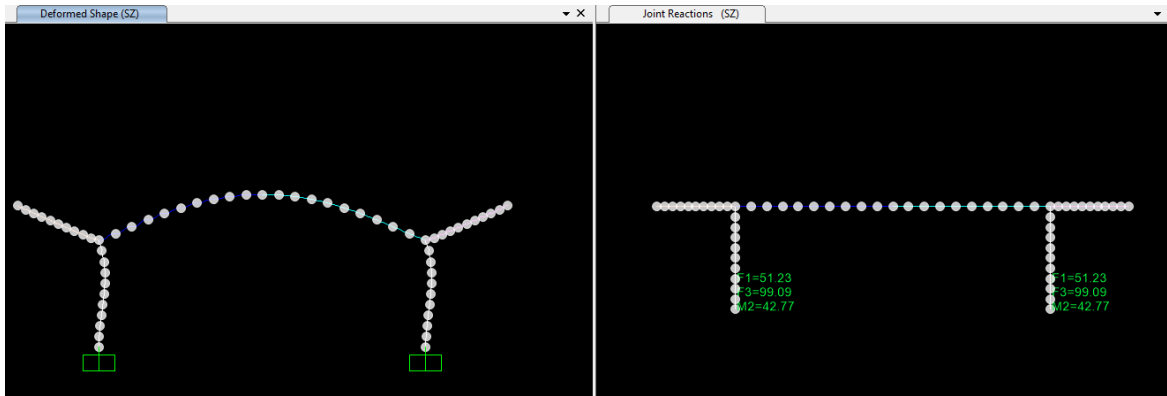 Deformed Shape (SZ)
Joint Reactions (SZ)
F1=51.23
F3=99.09
M2=42.77
F1=51.23
F3=99.09
M2=42.77